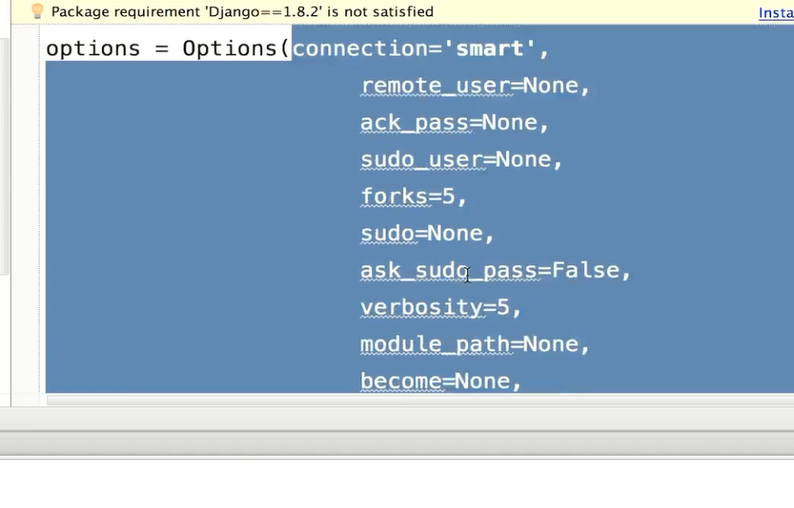 Package requirement 'Django==1.8.2' is not satisfied
Insta
options = Options(connection='smart',
remote_user=None,
ack_pass=None,
sudo_user=None,
forks=5,
sudo=None,
ask_sudo_pass=False,
verbosity=5,
module_path=None,
become=None,